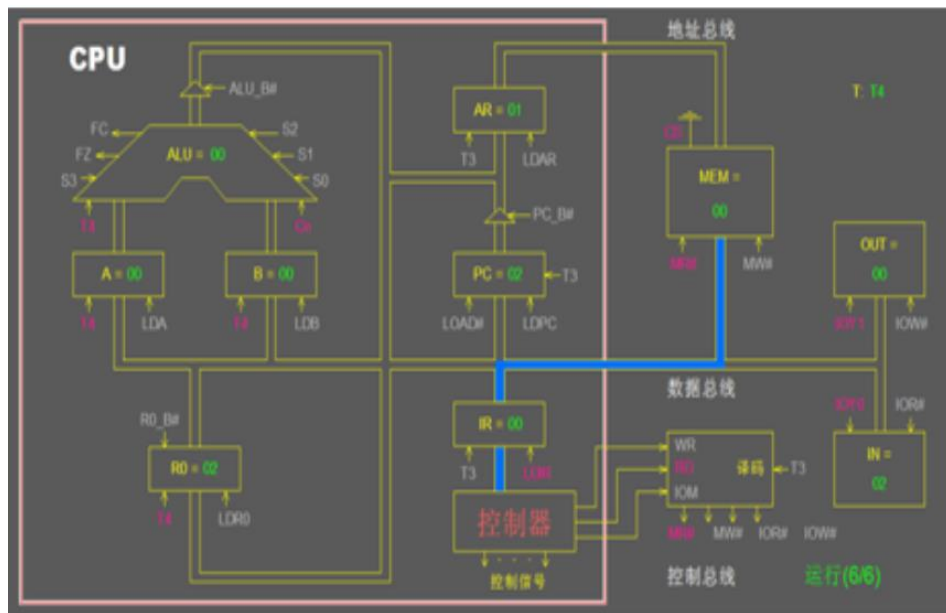 CPU
地址总线
ALU_B#
T: T4
FC
S2
AR = 01
CS
FZ
ALU = 00
S1
T3
LDAR
MEM =
S3
S0
00
PC_B#
T4
Cn
OUT =
A = 00
B = 00
PC = 02
T3
MR#
MW#
00
T4
LDA
T4
LDB
LOAD#
LDPC
IOY1
IOW#
数据总线
R0_B#
IR = 00
IOY0
IOR#
WR
译码
T3
IN =
R0 = 02
T3
LDIR
RD
02
T4
LDR0
IOM
控制器
MR#
MW#
IOR#
IOW#
控制信号
控制总线
运行(6/6)